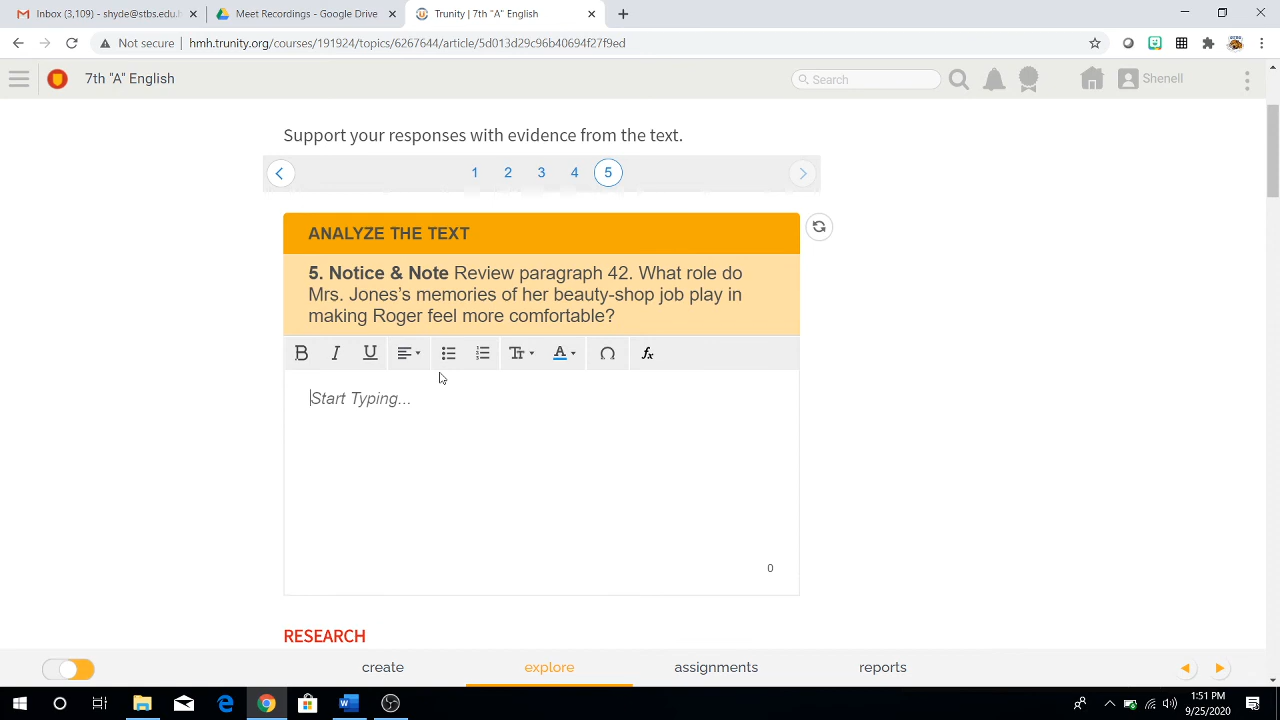 Inbox (3,109) - shyde@stbs.edu.
Meet Recordings - Google Drive
Trunity | 7th "A" English
Not secure | hmh.trunity.org/courses/191924/topics/6267644/article/5d013d29c96b40694f27f9ed
7th "A" English
Search
Shenell
Support your responses with evidence from the text.
1 2 3 4 5
ANALYZE THE TEXT
5. Notice & Note Review paragraph 42. What role do
Mrs. Jones’s memories of her beauty-shop job play in
making Roger feel more comfortable?
Start Typing...
0
RESEARCH
create explore assignments reports
1:51 PM
9/25/2020